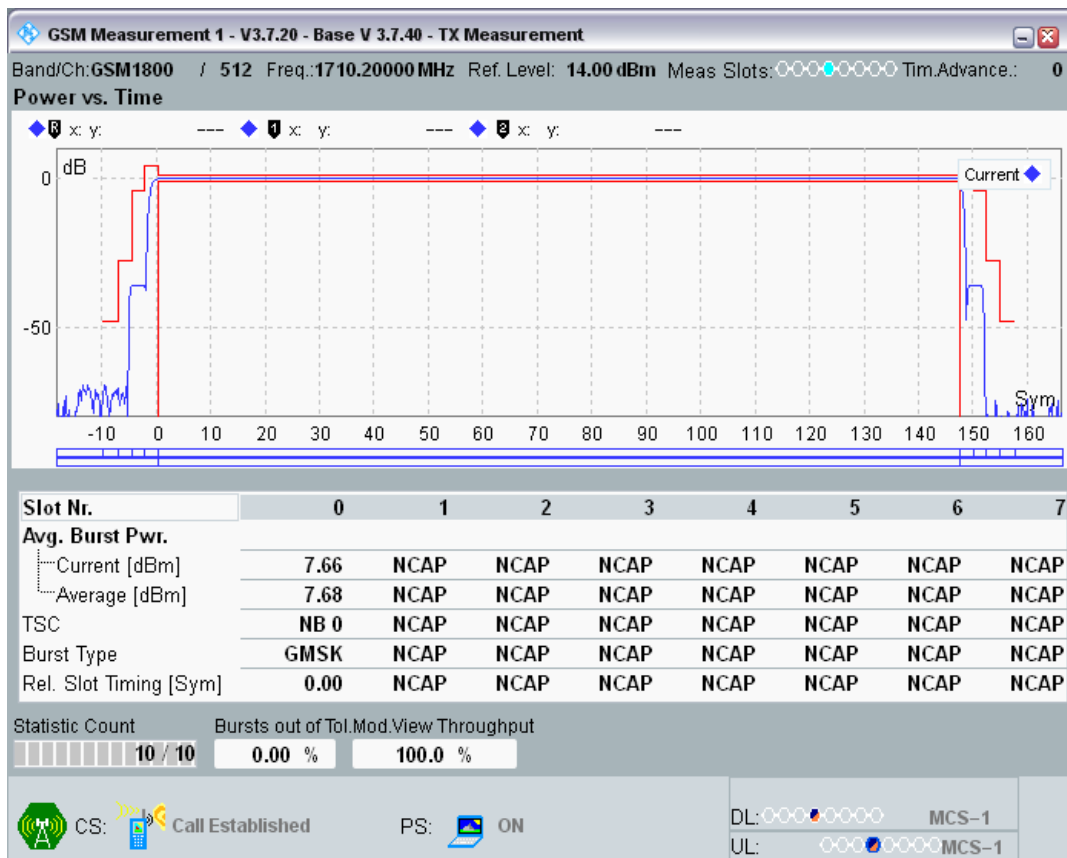 GSM Measurement 1 - V3.7.20 - Base V 3.7.40 - TX Measurement
Band/Ch:GSM1800 / 512 Freq.:1710.20000 MHz Ref. Level: 14.00 dBm Meas Slots: Tim.Advance.: 0
Power vs. Time
R x: y: --- 1 x: y: --- 2 x: y: ---
dB
Current
0
-50
Sym
-10 0 10 20 30 40 50 60 70 80 90 100 110 120 130 140 150 160
Slot Nr. 0 1 2 3 4 5 6 7
Avg. Burst Pwr.
Current [dBm] 7.66 NCAP NCAP NCAP NCAP NCAP NCAP NCAP
Average [dBm] 7.68 NCAP NCAP NCAP NCAP NCAP NCAP NCAP
TSC NB 0 NCAP NCAP NCAP NCAP NCAP NCAP NCAP
Burst Type GMSK NCAP NCAP NCAP NCAP NCAP NCAP NCAP
Rel. Slot Timing [Sym] 0.00 NCAP NCAP NCAP NCAP NCAP NCAP NCAP
Statistic Count Bursts out of Tol. Mod.View Throughput
10 / 10 0.00 % 100.0 %
CS: Call Established PS: ON DL: MCS-1
UL: MCS-1